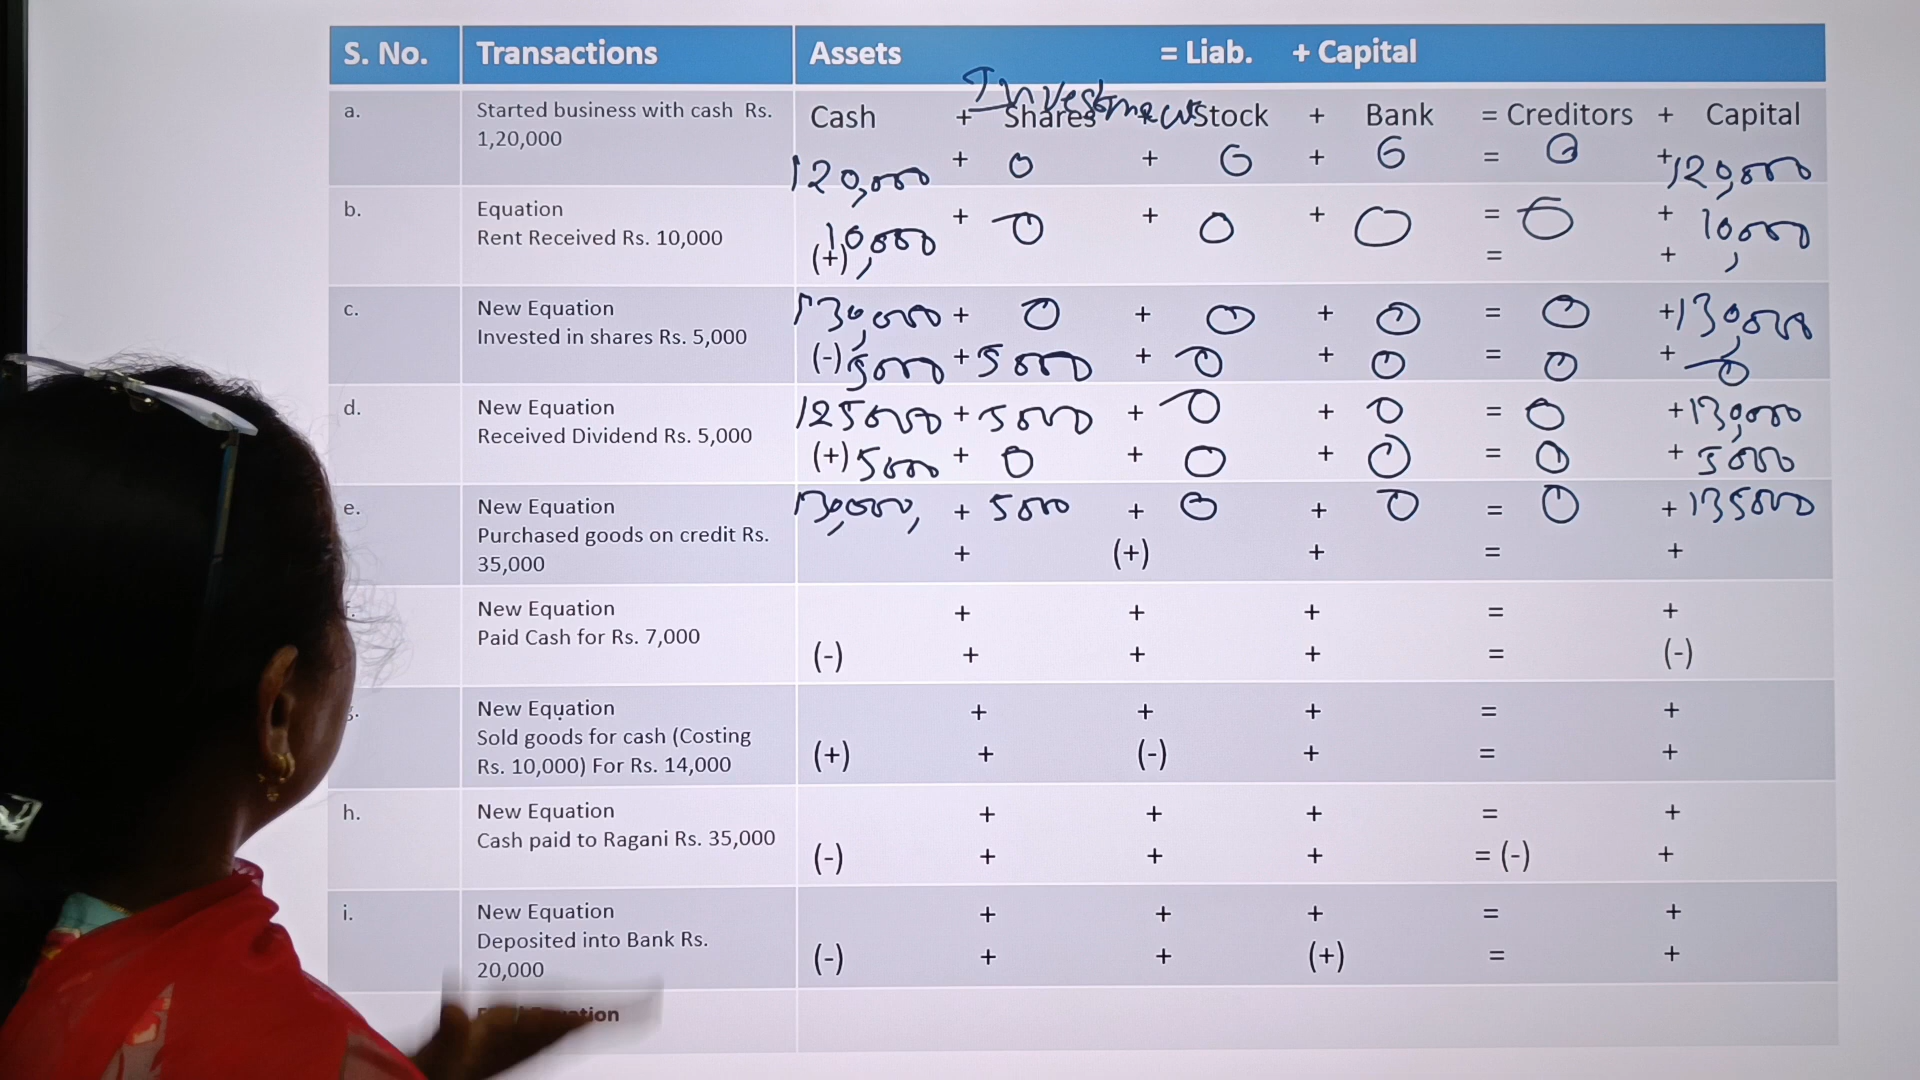 S. No. Transactions Assets = Liab. + Capital
Investment
a. Started business with cash Rs. 1,20,000 Cash + Shares Stock + Bank = Creditors + Capital
120,000 + 0 + 0 + 0 = 0 + 120,000
b. Equation 10,000 + 0 + 0 + 0 = 0 + 10,000
Rent Received Rs. 10,000 (+) = +
c. New Equation 130,000 + 0 + 0 + 0 = 0 + 130,000
Invested in shares Rs. 5,000 (-) 5000 + 5000 + 0 + 0 = 0 + 0
d. New Equation 125000 + 5000 + 0 + 0 = 0 + 130,000
Received Dividend Rs. 5,000 (+) 5000 + 0 + 0 + 0 = 0 + 5000
e. New Equation 130,000, + 5000 + 0 + 0 = 0 + 135000
Purchased goods on credit Rs. + (+) + = +
35,000
f. New Equation + + + = +
Paid Cash for Rs. 7,000 (-) + + + = (-)
g. New Equation + + + = +
Sold goods for cash (Costing (+) + (-) + = +
Rs. 10,000) For Rs. 14,000
h. New Equation + + + = +
Cash paid to Ragani Rs. 35,000 (-) + + + = (-) +
i. New Equation + + + = +
Deposited into Bank Rs. (-) + + (+) = +
20,000